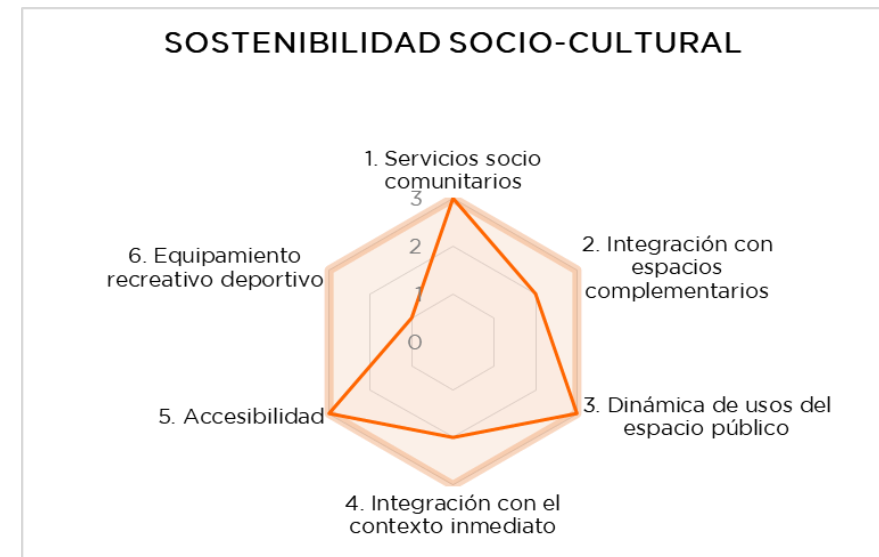 SOSTENIBILIDAD SOCIO-CULTURAL
1. Servicios socio
comunitarios
3
2
1
0
2. Integración con
espacios
complementarios
3. Dinámica de usos del
espacio público
4. Integración con el
contexto inmediato
5. Accesibilidad
6. Equipamiento
recreativo deportivo